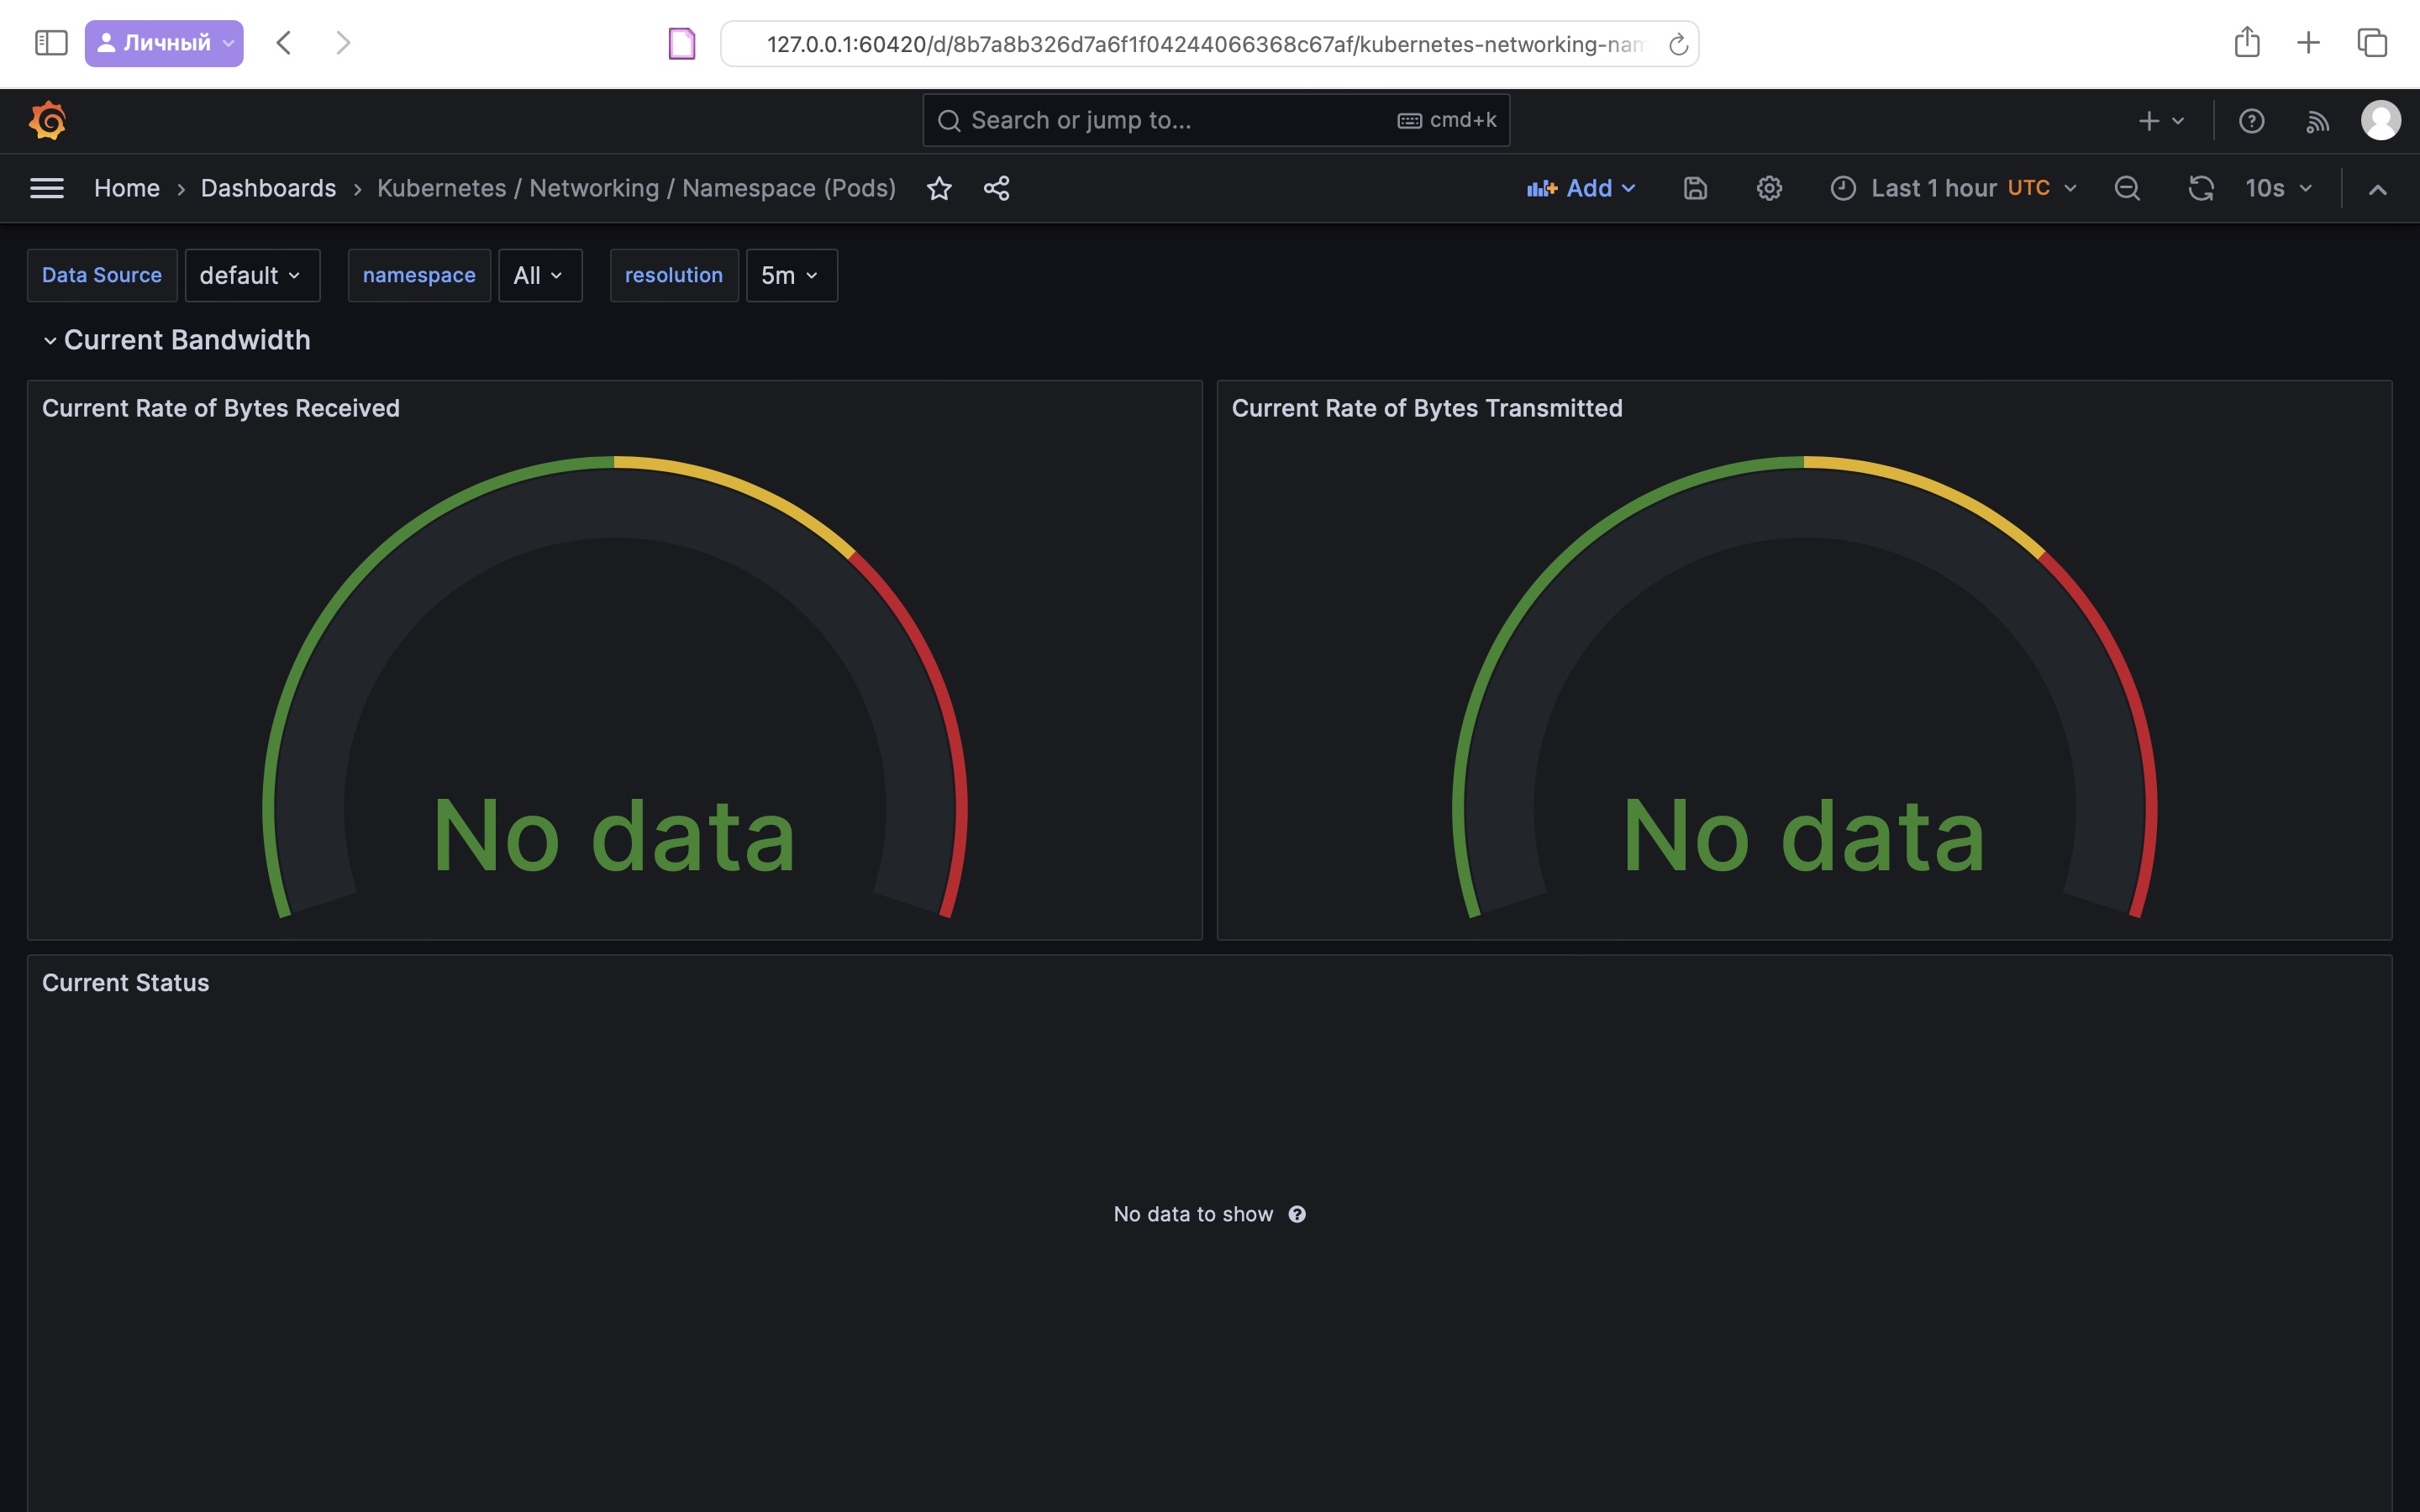 Личный
127.0.0.1:60420/d/8b7a8b326d7a6f1f04244066368c67af/kubernetes-networking-nam
Search or jump to...
cmd+k
Home › Dashboards › Kubernetes / Networking / Namespace (Pods)
Add
Last 1 hour UTC
10s
Data Source default namespace All resolution 5m
Current Bandwidth
Current Rate of Bytes Received
Current Rate of Bytes Transmitted
No data
No data
Current Status
No data to show